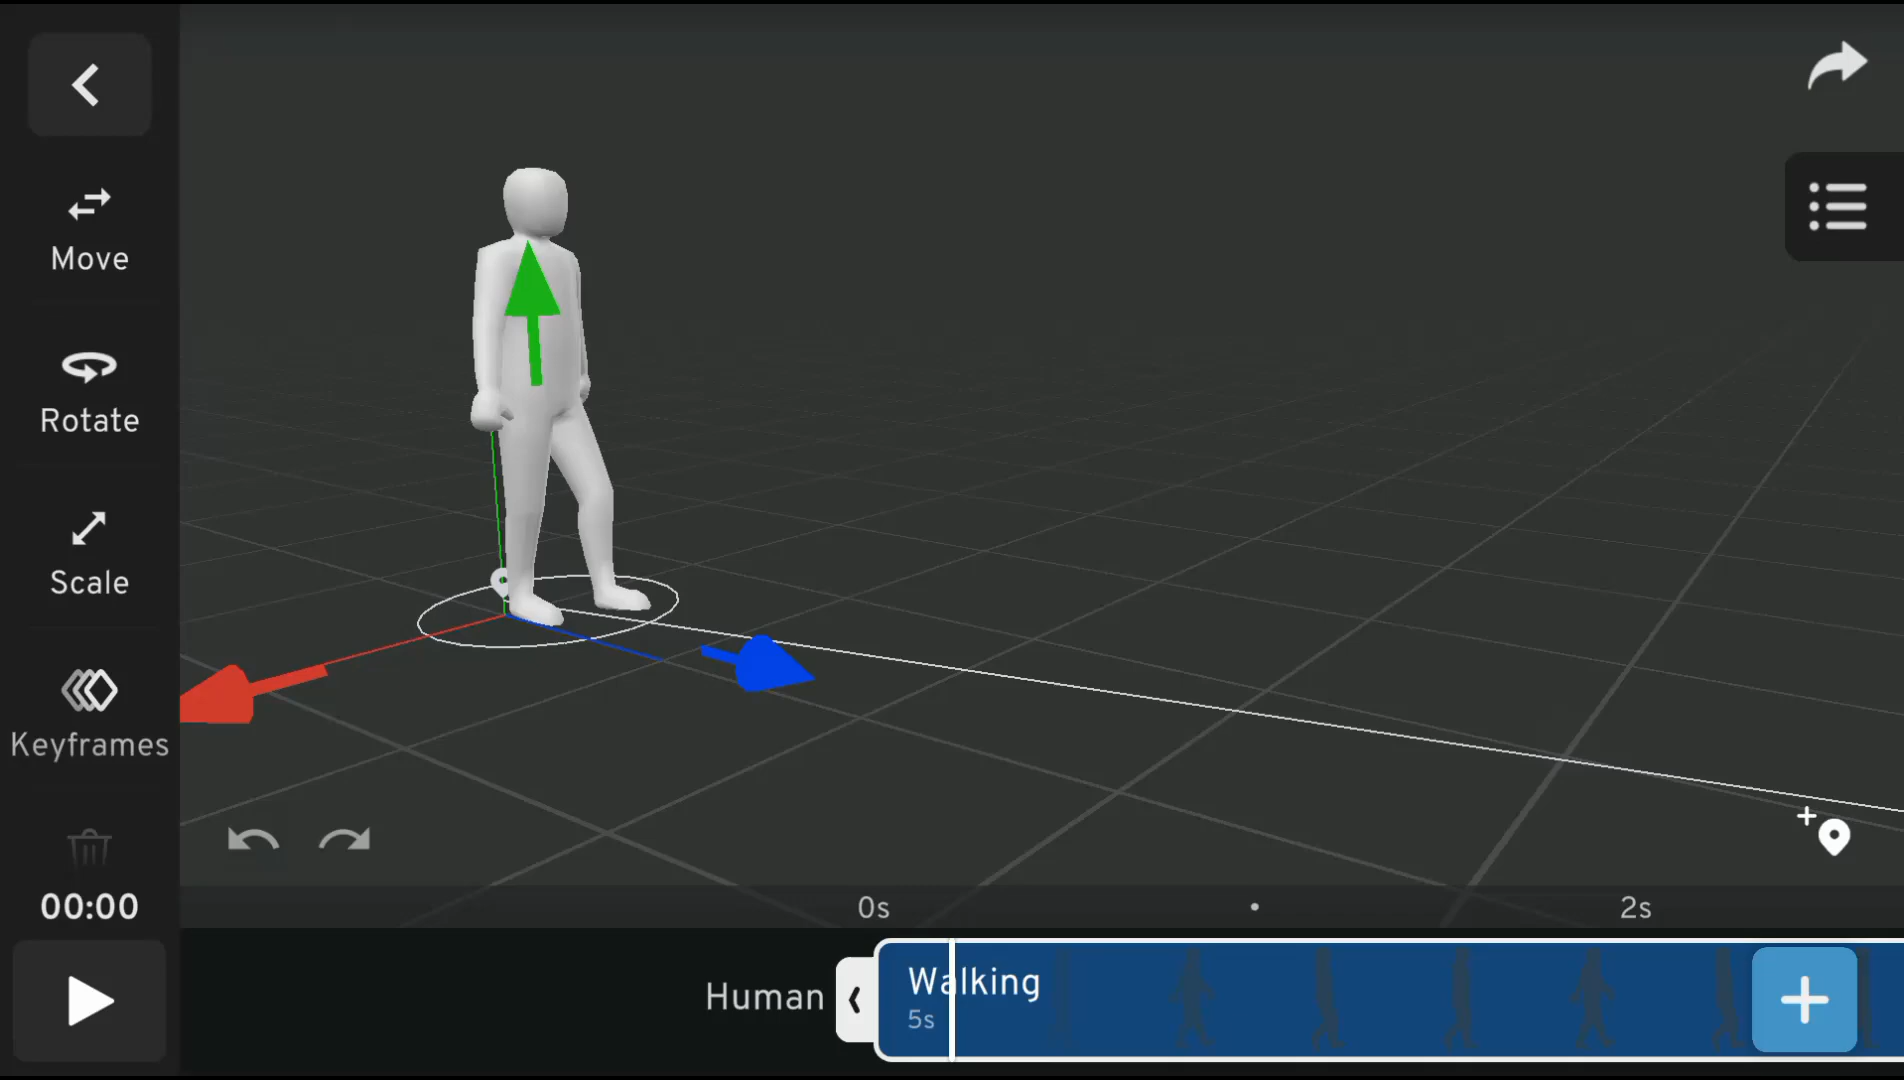 Move
Rotate
Scale
Keyframes
00:00
0s
2s
Human
Walking
5s